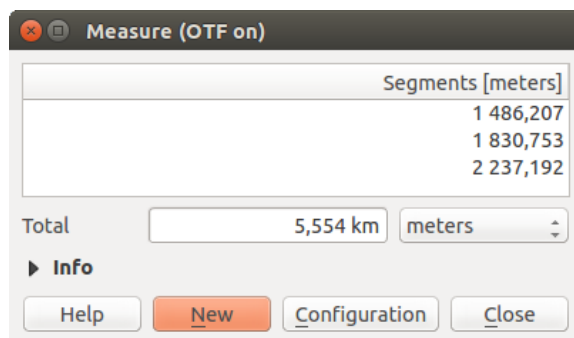 Measure (OTF on)
Segments [meters]
1 486,207
1 830,753
2 237,192
Total 5,554 km meters
Info
Help New Configuration Close